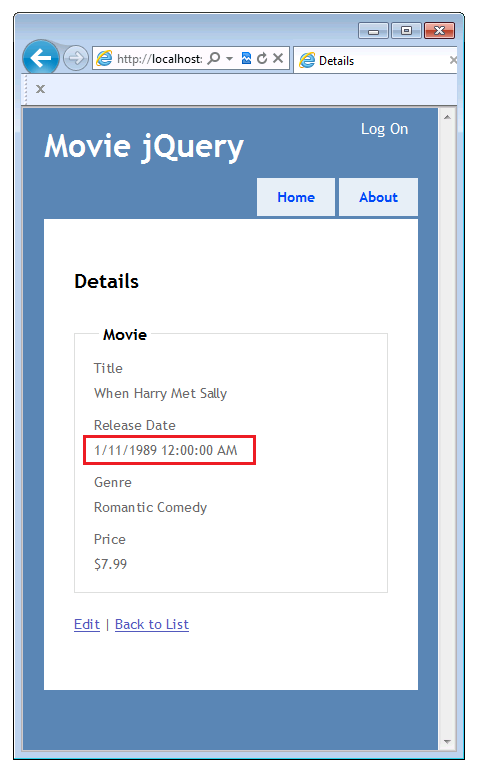 http://localhost:
Details
x
Log On
Movie jQuery
Home
About
Details
Movie
Title
When Harry Met Sally
Release Date
1/11/1989 12:00:00 AM
Genre
Romantic Comedy
Price
$7.99
Edit | Back to List